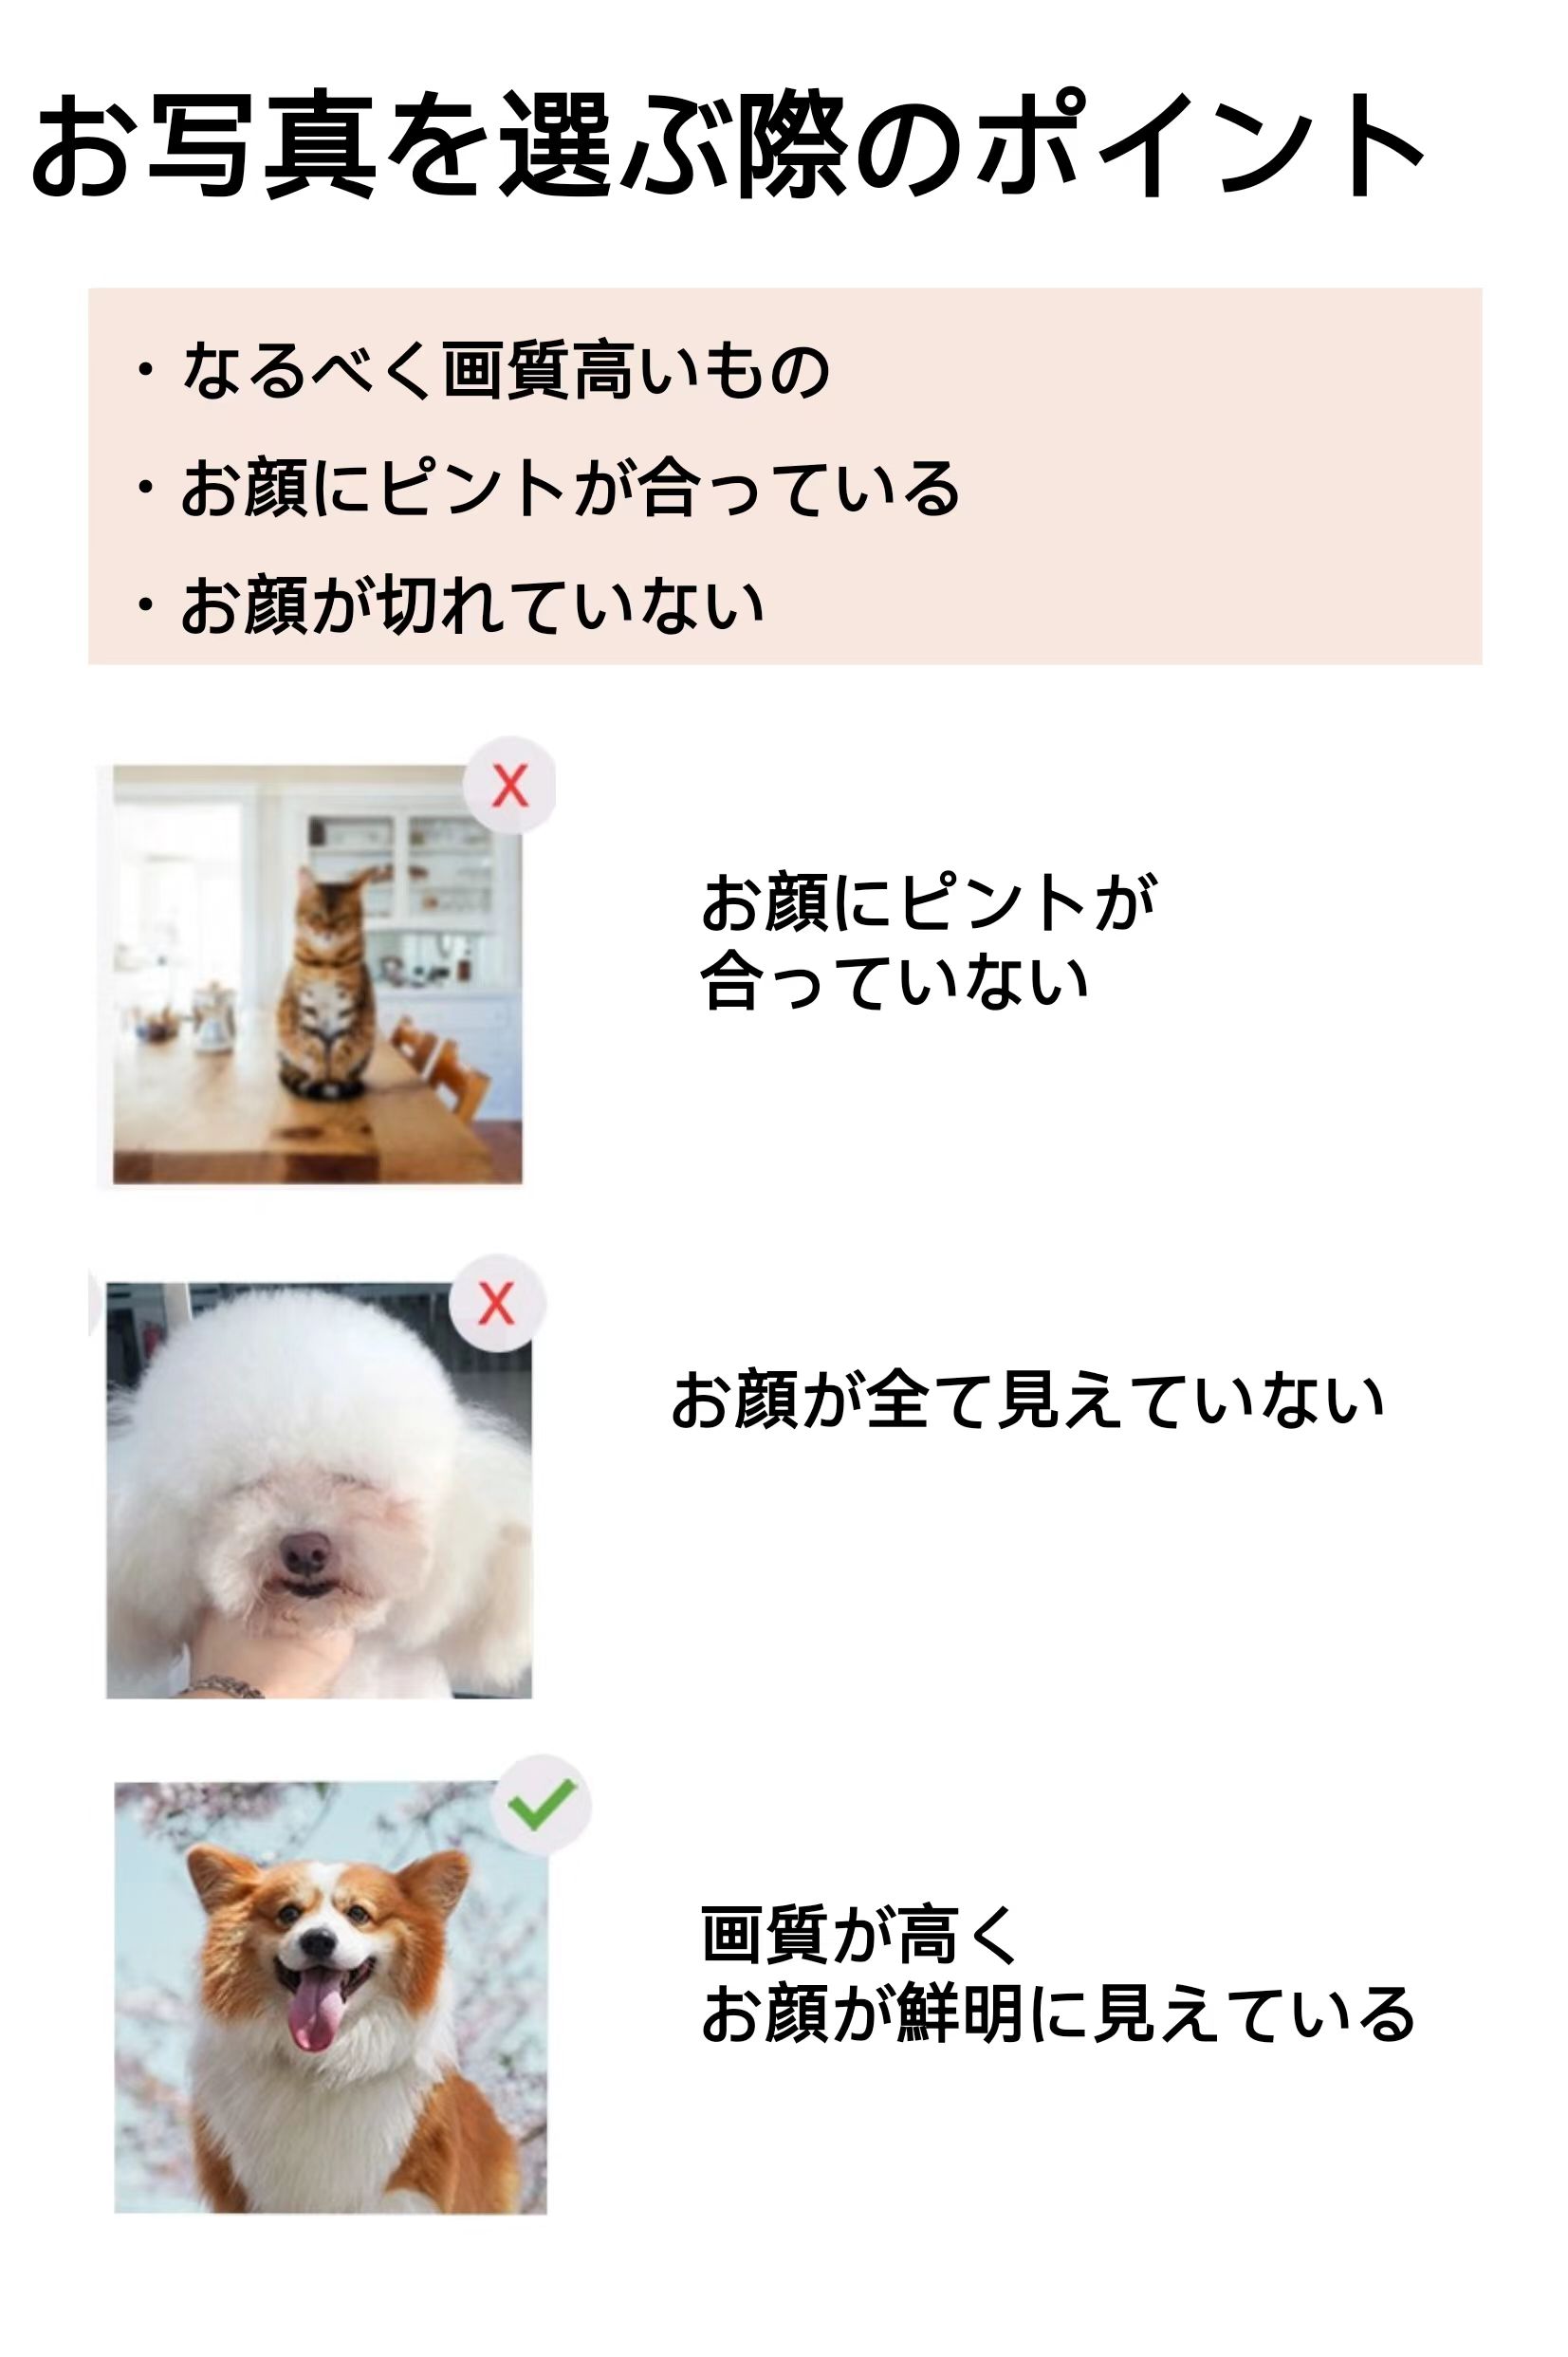 お写真を選ぶ際のポイント
・なるべく画質高いもの
・お顔にピントが合っている
・お顔が切れていない
X
お顔にピントが
合っていない
X
お顔が全て見えていない
画質が高く
お顔が鮮明に見えている